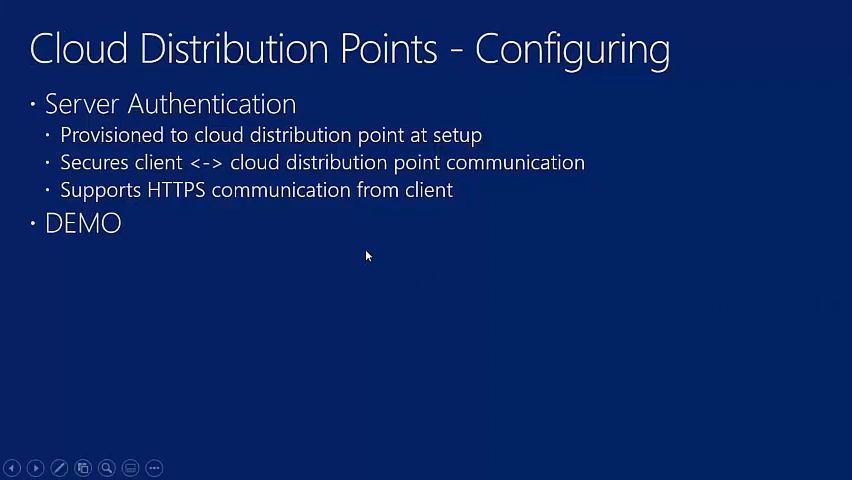 Cloud Distribution Points - Configuring
· Server Authentication
· Provisioned to cloud distribution point at setup
· Secures client <-> cloud distribution point communication
· Supports HTTPS communication from client
· DEMO